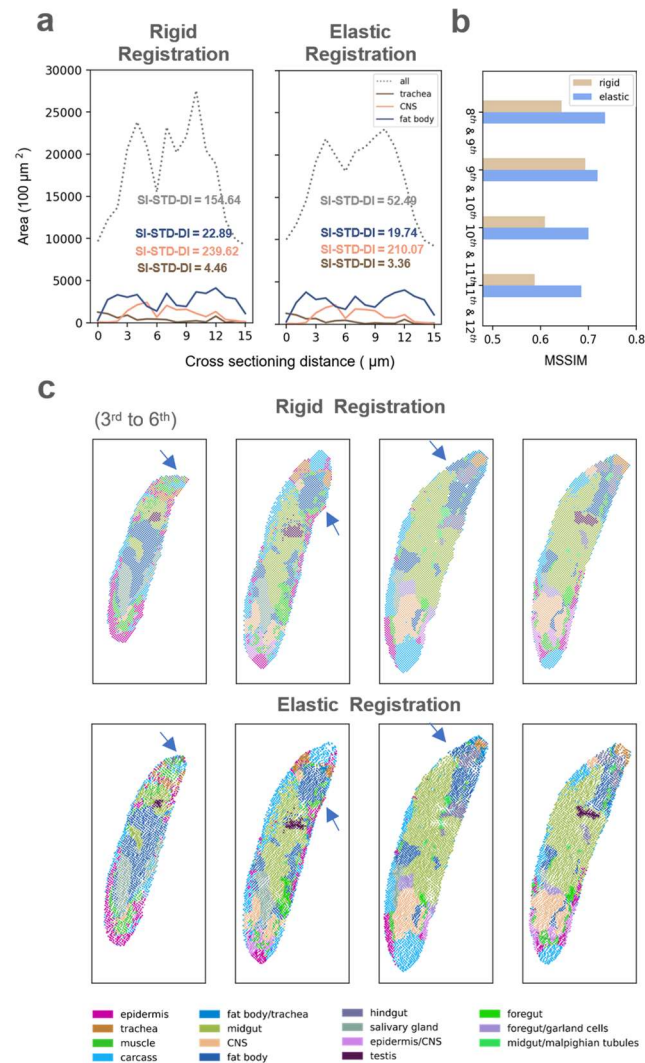 a
Rigid
Registration
Elastic
Registration
30000
25000
20000
15000
10000
5000
0
Area (100 μm ²)
SI-STD-DI = 154.64
SI-STD-DI = 22.89
SI-STD-DI = 239.62
SI-STD-DI = 4.46
0 3 6 9 12 15
all
trachea
CNS
fat body
SI-STD-DI = 52.49
SI-STD-DI = 19.74
SI-STD-DI = 210.07
SI-STD-DI = 3.36
0 3 6 9 12 15
Cross sectioning distance ( μm)
b
rigid
elastic
8th & 9th
9th & 10th
10th & 11th
11th & 12th
0.5 0.6 0.7 0.8
MSSIM
c
(3rd to 6th)
Rigid Registration
Elastic Registration
epidermis
trachea
muscle
carcass
fat body/trachea
midgut
CNS
fat body
hindgut
salivary gland
epidermis/CNS
testis
foregut
foregut/garland cells
midgut/malpighian tubules